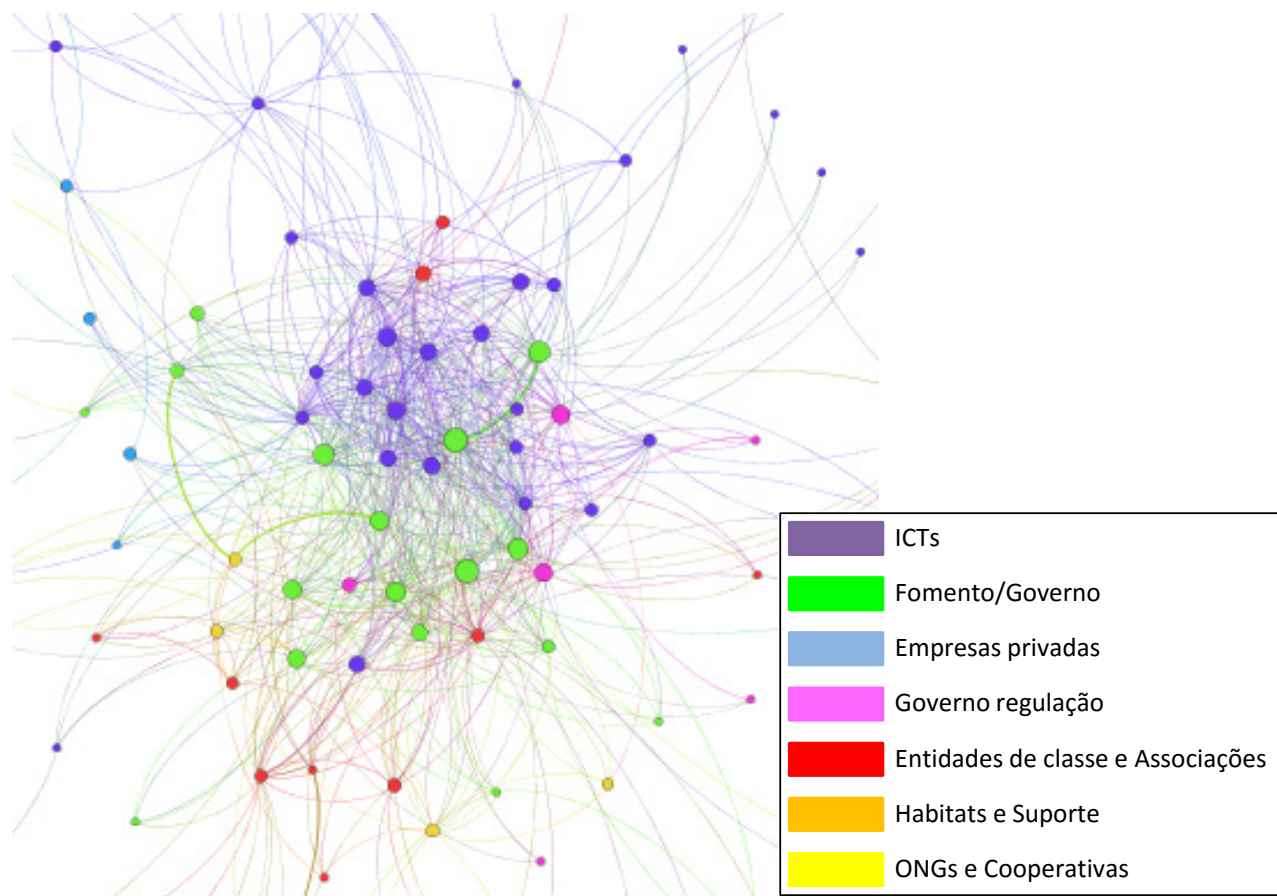 ICTs
Fomento/Governo
Empresas privadas
Governo regulação
Entidades de classe e Associações
Habitats e Suporte
ONGs e Cooperativas